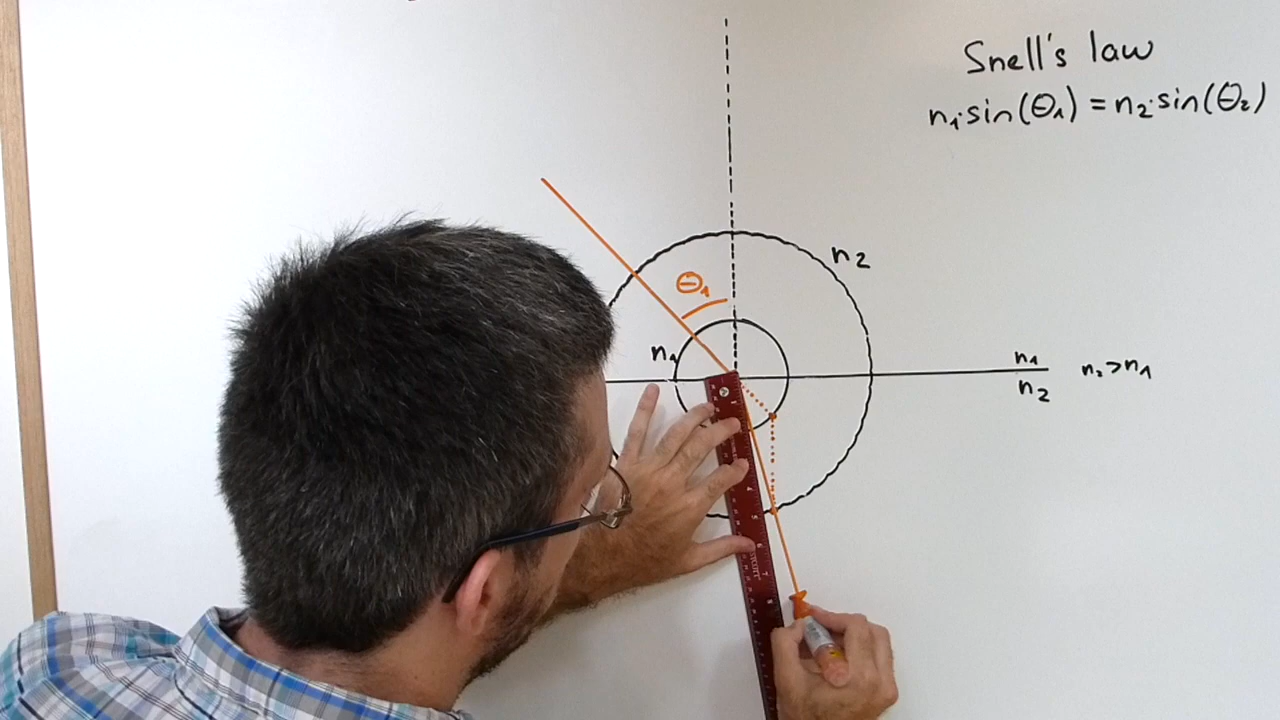 Snell's law
n₁·sin(Θ₁) = n₂·sin(Θ₂)
n₂
Θ₁
n₁
n₁
n₂
n₂>n₁